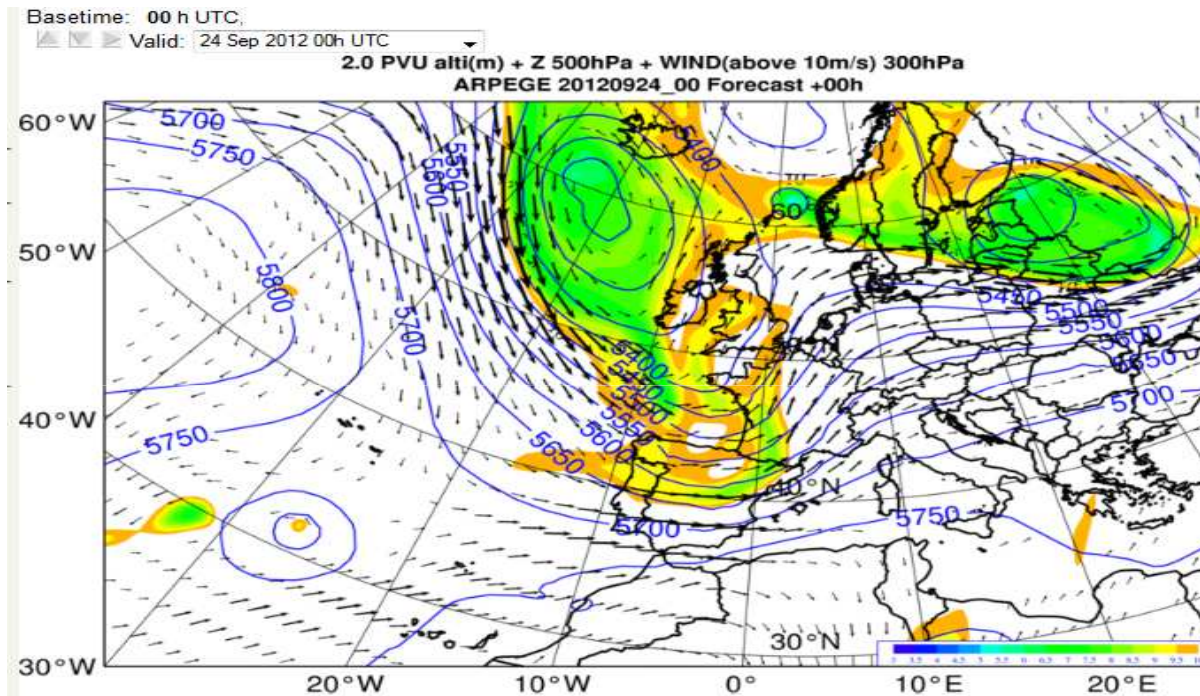 Basetime: 00 h UTC,
Valid: 24 Sep 2012 00h UTC
2.0 PVU alti(m) + Z 500hPa + WIND(above 10m/s) 300hPa
ARPEGE 20120924_00 Forecast +00h
60°W
5700
5750
5550
5600
5400
60°
50°W
5800
5700
5450
5500
5550
5600
5650
5400
5700
40°W
5750
5550
5600
5650
40°N
5700
5750
30°N
30°W
20°W
10°W
0°
10°E
20°E